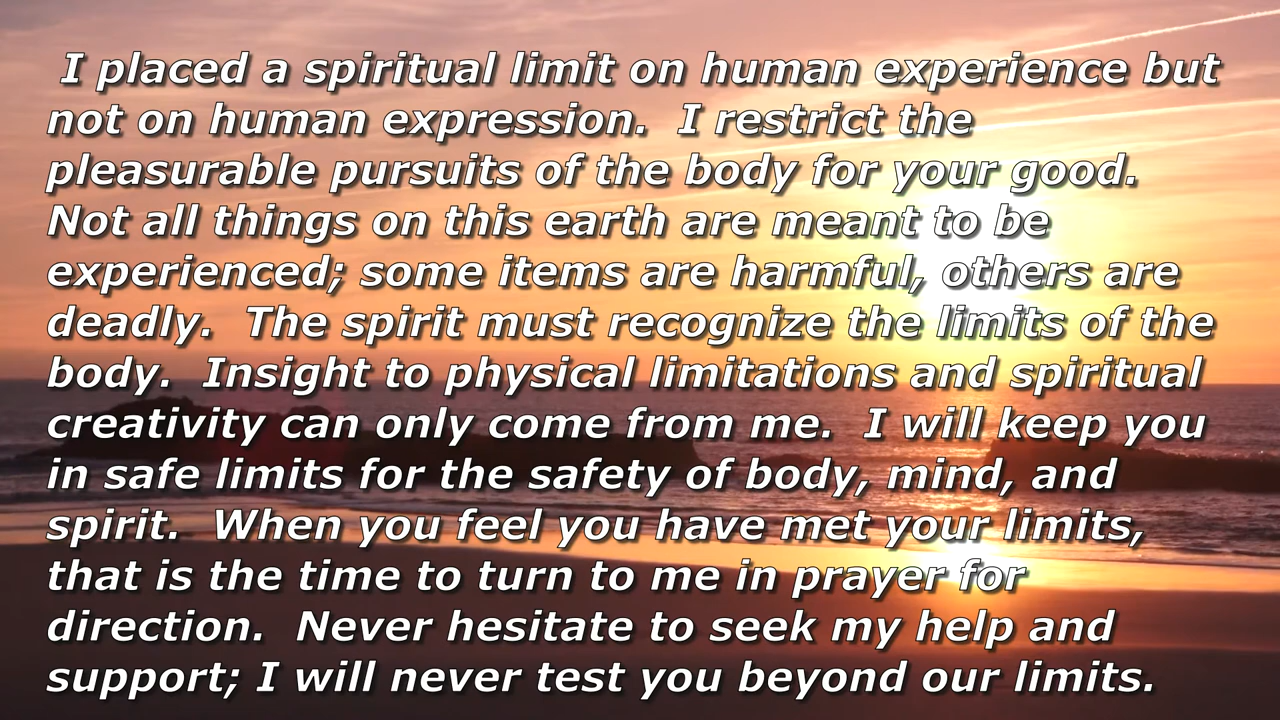 I placed a spiritual limit on human experience but
not on human expression.  I restrict the
pleasurable pursuits of the body for your good.
Not all things on this earth are meant to be
experienced; some items are harmful, others are
deadly.  The spirit must recognize the limits of the
body.  Insight to physical limitations and spiritual
creativity can only come from me.  I will keep you
in safe limits for the safety of body, mind, and
spirit.  When you feel you have met your limits,
that is the time to turn to me in prayer for
direction.  Never hesitate to seek my help and
support; I will never test you beyond our limits.